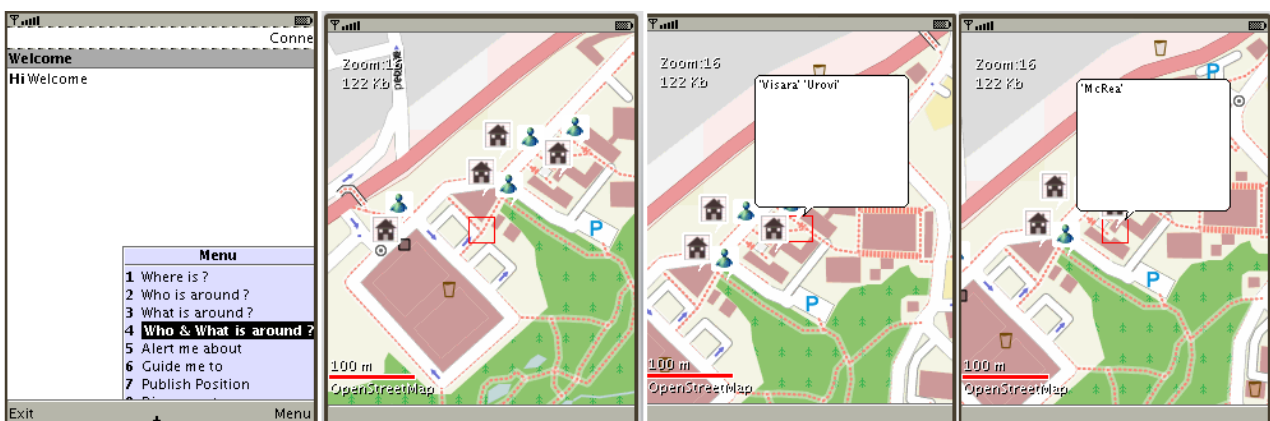 Conne
Welcome
Hi Welcome
Menu
1 Where is ?
2 Who is around ?
3 What is around ?
4 Who & What is around ?
5 Alert me about
6 Guide me to
7 Publish Position
Exit
Menu
Zoom:16
122 Kb
P
100 m
OpenStreetMap
Zoom:16
122 Kb
'Visara' 'Urovi'
P
100 m
OpenStreetMap
Zoom:16
122 Kb
P
'McRea'
P
100 m
OpenStreetMap